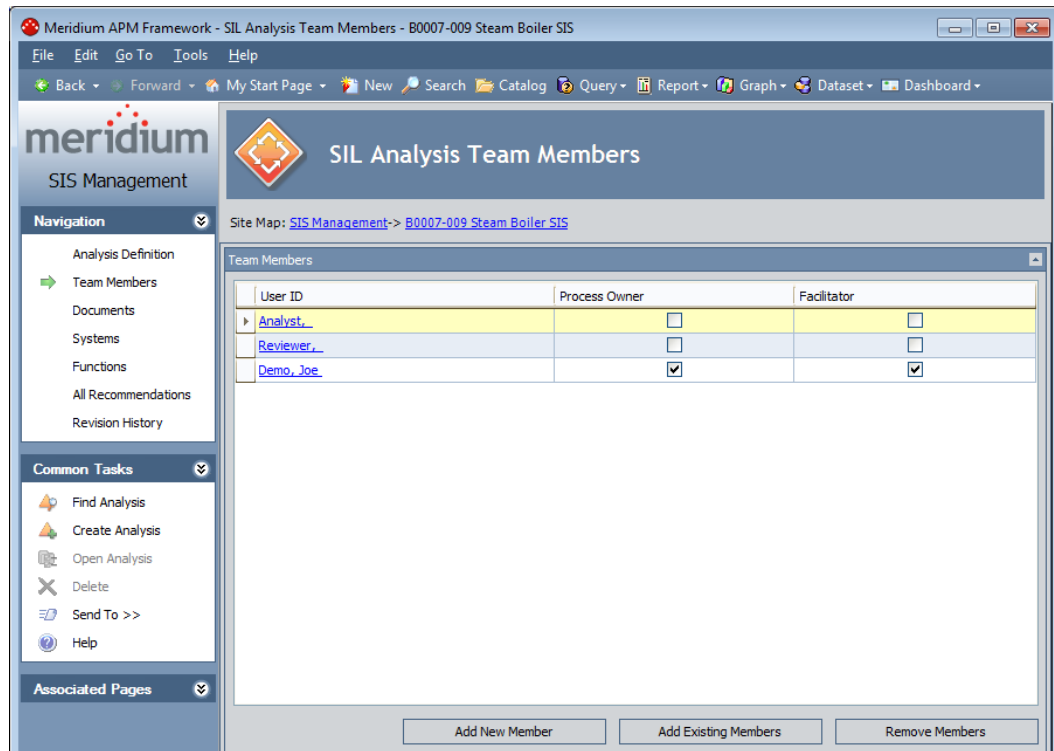 Meridium APM Framework - SIL Analysis Team Members - B0007-009 Steam Boiler SIS
File Edit Go To Tools Help
Back Forward My Start Page New Search Catalog Query Report Graph Dataset Dashboard
meridium
SIS Management
SIL Analysis Team Members
Navigation
Site Map: SIS Management-> B0007-009 Steam Boiler SIS
Analysis Definition
Team Members
Documents
Systems
Functions
All Recommendations
Revision History
Team Members
User ID Process Owner Facilitator
Analyst, _
Reviewer, _
Demo, Joe
Common Tasks
Find Analysis
Create Analysis
Open Analysis
Delete
Send To >>
Help
Associated Pages
Add New Member Add Existing Members Remove Members